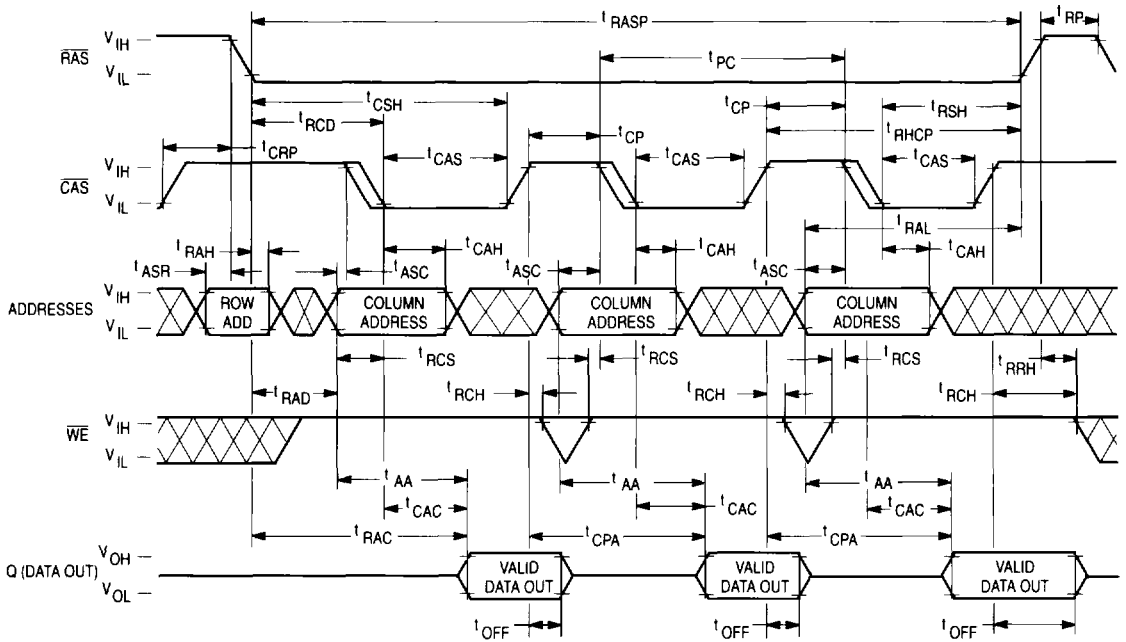 t RASP
t RP
RAS
V IH
V IL
t PC
t CSH
t CP
t RSH
t RCD
t RHCP
t CRP
t CP
t CAS
t CAS
t CAS
CAS
V IH
V IL
t RAL
t RAH
t CAH
t CAH
t CAH
t ASR
t ASC
t ASC
t ASC
ADDRESSES
V IH
V IL
ROW
ADD
COLUMN
ADDRESS
COLUMN
ADDRESS
COLUMN
ADDRESS
t RCS
t RCS
t RCS
t RRH
t RAD
t RCH
t RCH
t RCH
WE
V IH
V IL
t AA
t AA
t AA
t CAC
t CAC
t CAC
t RAC
t CPA
t CPA
Q (DATA OUT)
V OH
V OL
VALID
DATA OUT
VALID
DATA OUT
VALID
DATA OUT
t OFF
t OFF
t OFF